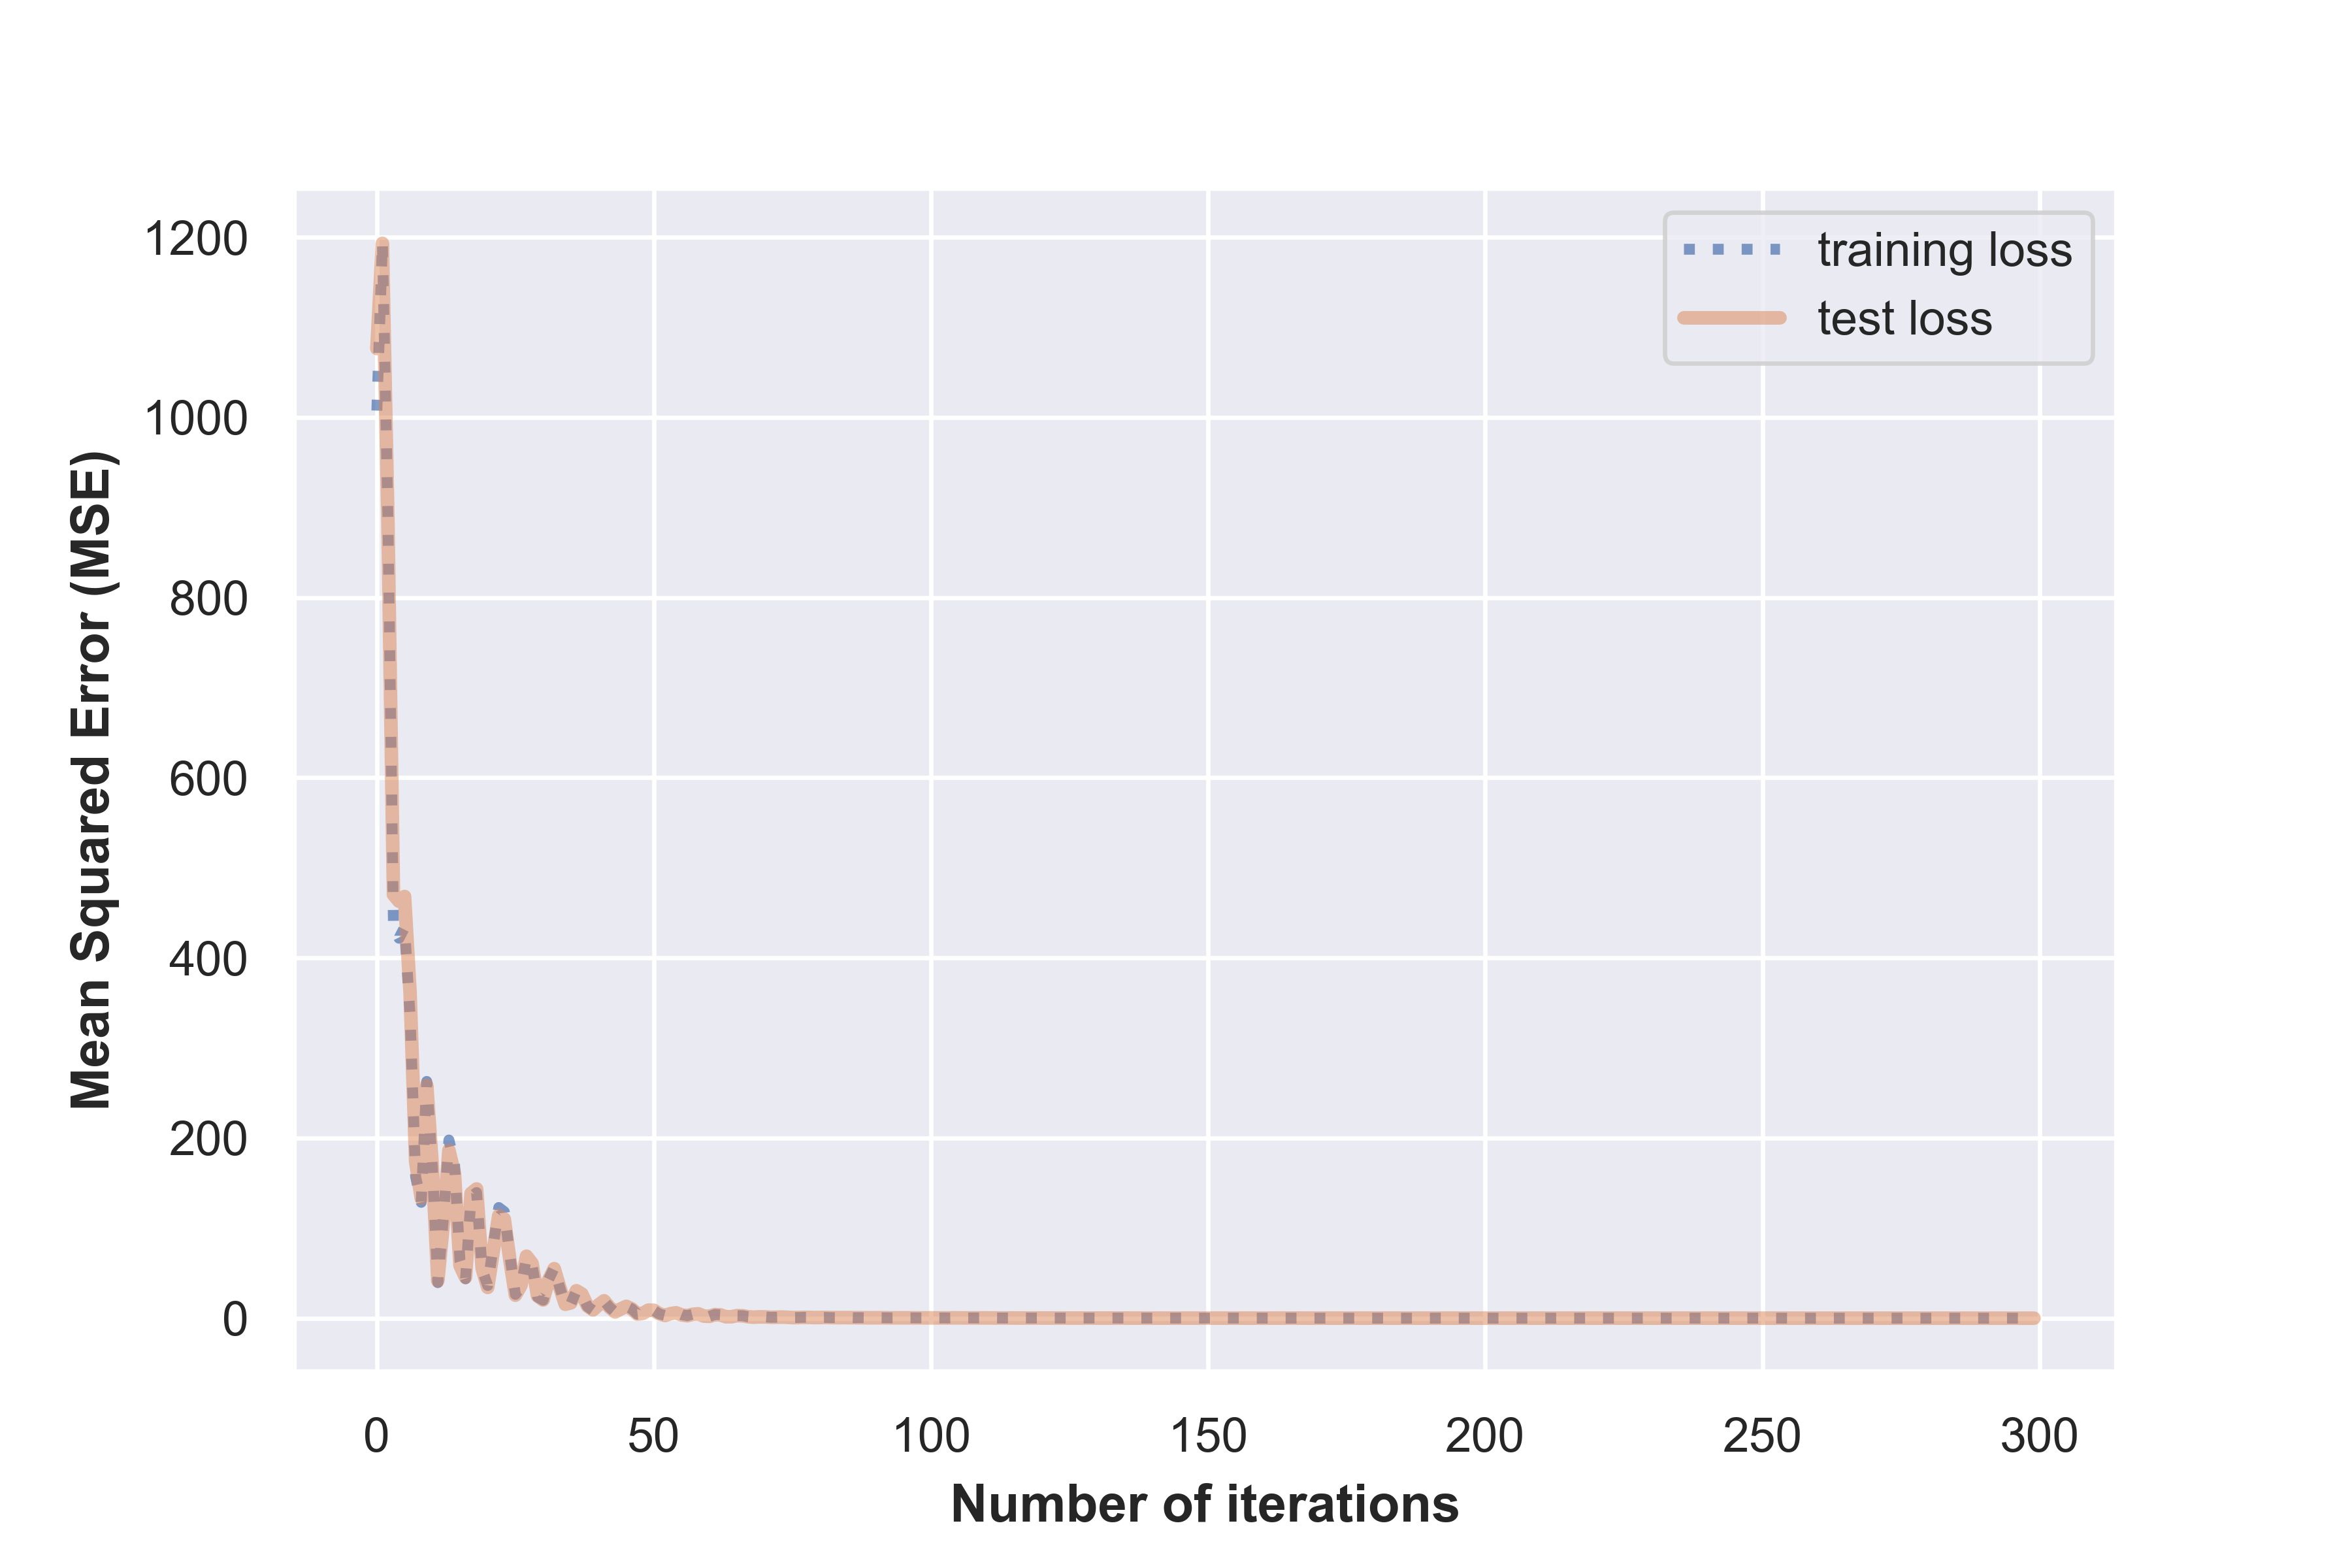 1200
1000
800
600
400
200
0
Mean Squared Error (MSE)
training loss
test loss
0 50 100 150 200 250 300
Number of iterations